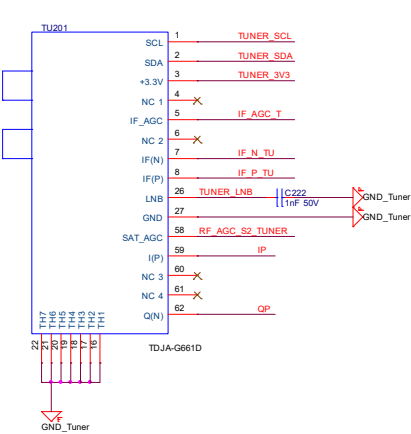 TU201
SCL 1 TUNER_SCL
SDA 2 TUNER_SDA
+3.3V 3 TUNER_3V3
NC 1 4
IF_AGC 5 IF_AGC_T
NC 2 6
IF(N) 7 IF_N_TU
IF(P) 8 IF_P_TU
LNB 26 TUNER_LNB C222 GND_Tuner
1nF 50V
GND 27 GND_Tuner
SAT_AGC 58 RF_AGC_S2_TUNER
I(P) 59 IP
NC 3 60
NC 4 61
Q(N) 62 QP
TH7 TH6 TH5 TH4 TH3 TH2 TH1
22 21 20 19 18 17 16
TDJA-G661D
GND_Tuner